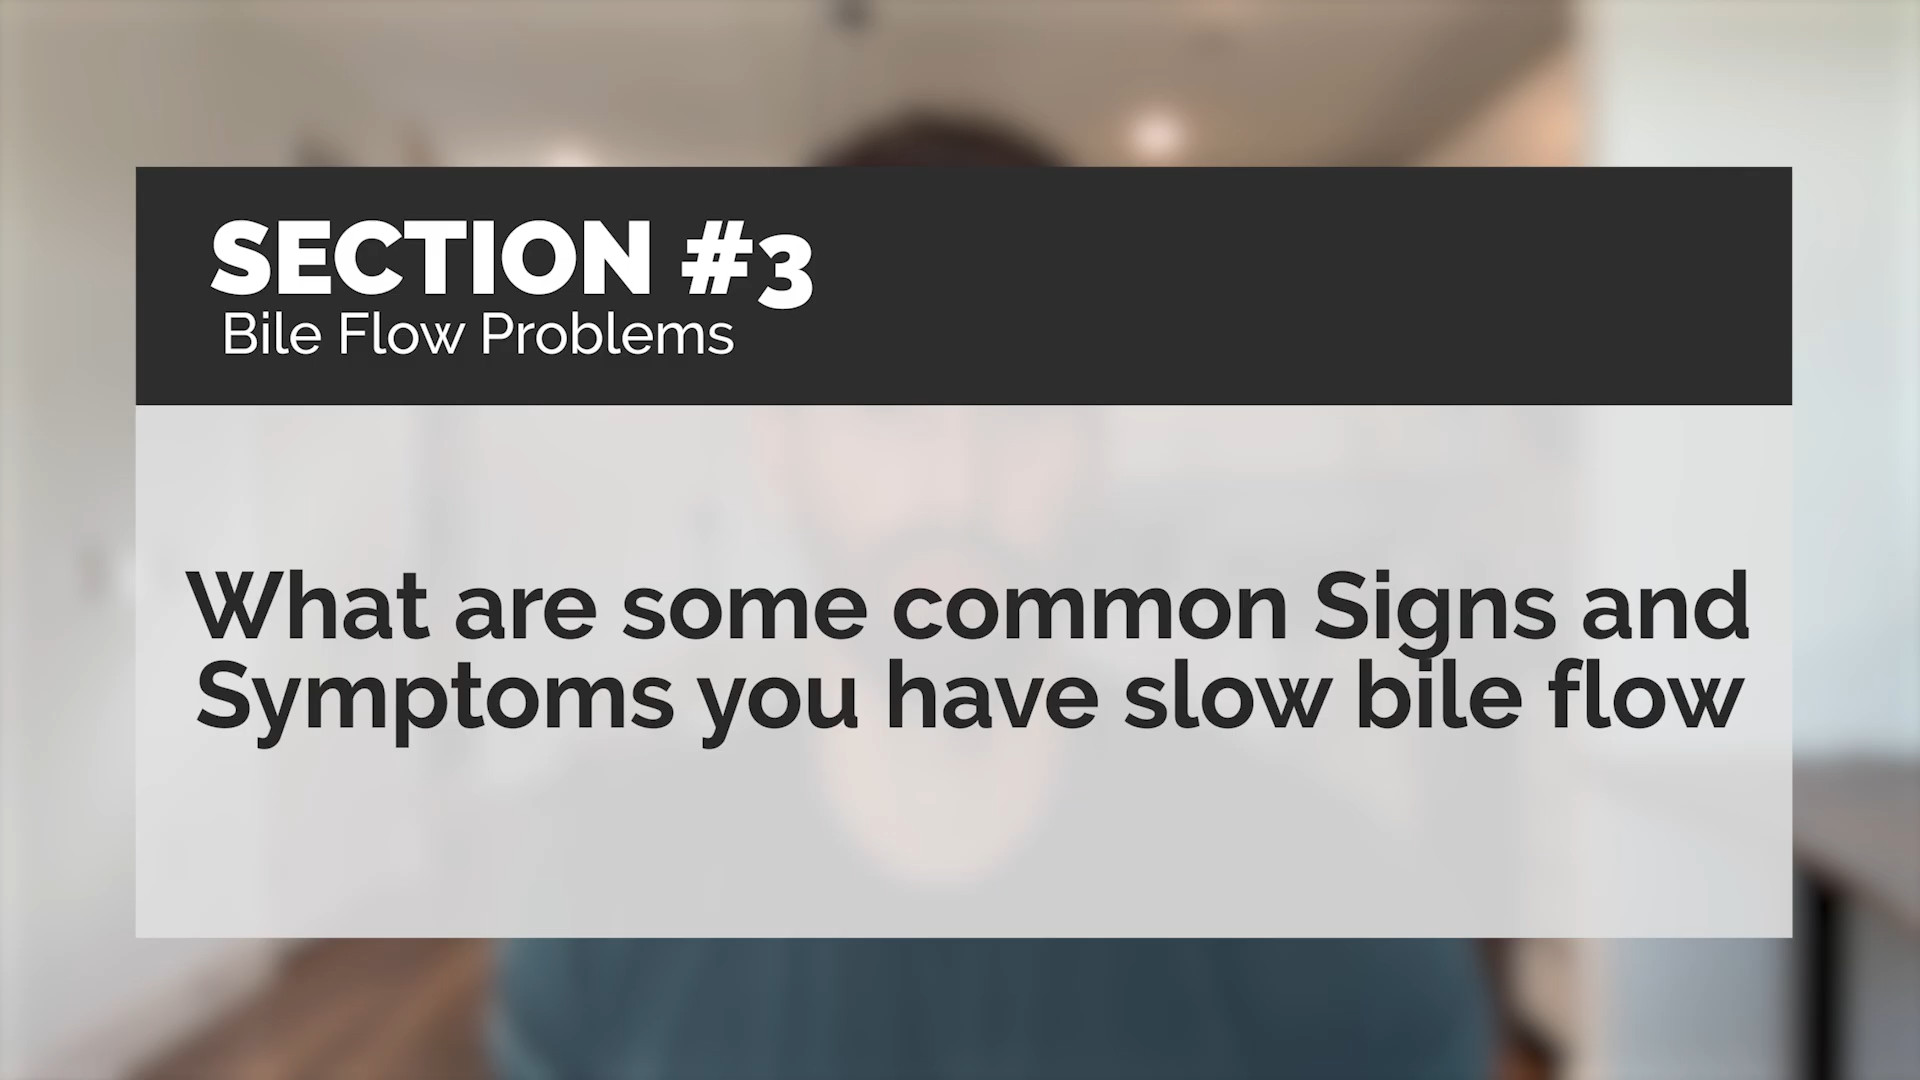 SECTION #3
Bile Flow Problems
What are some common Signs and
Symptoms you have slow bile flow